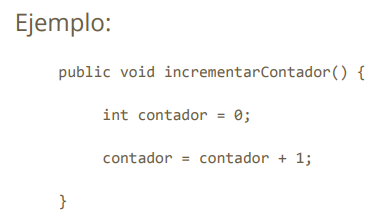 Ejemplo:
public void incrementarContador() {
int contador = 0;
contador = contador + 1;
}